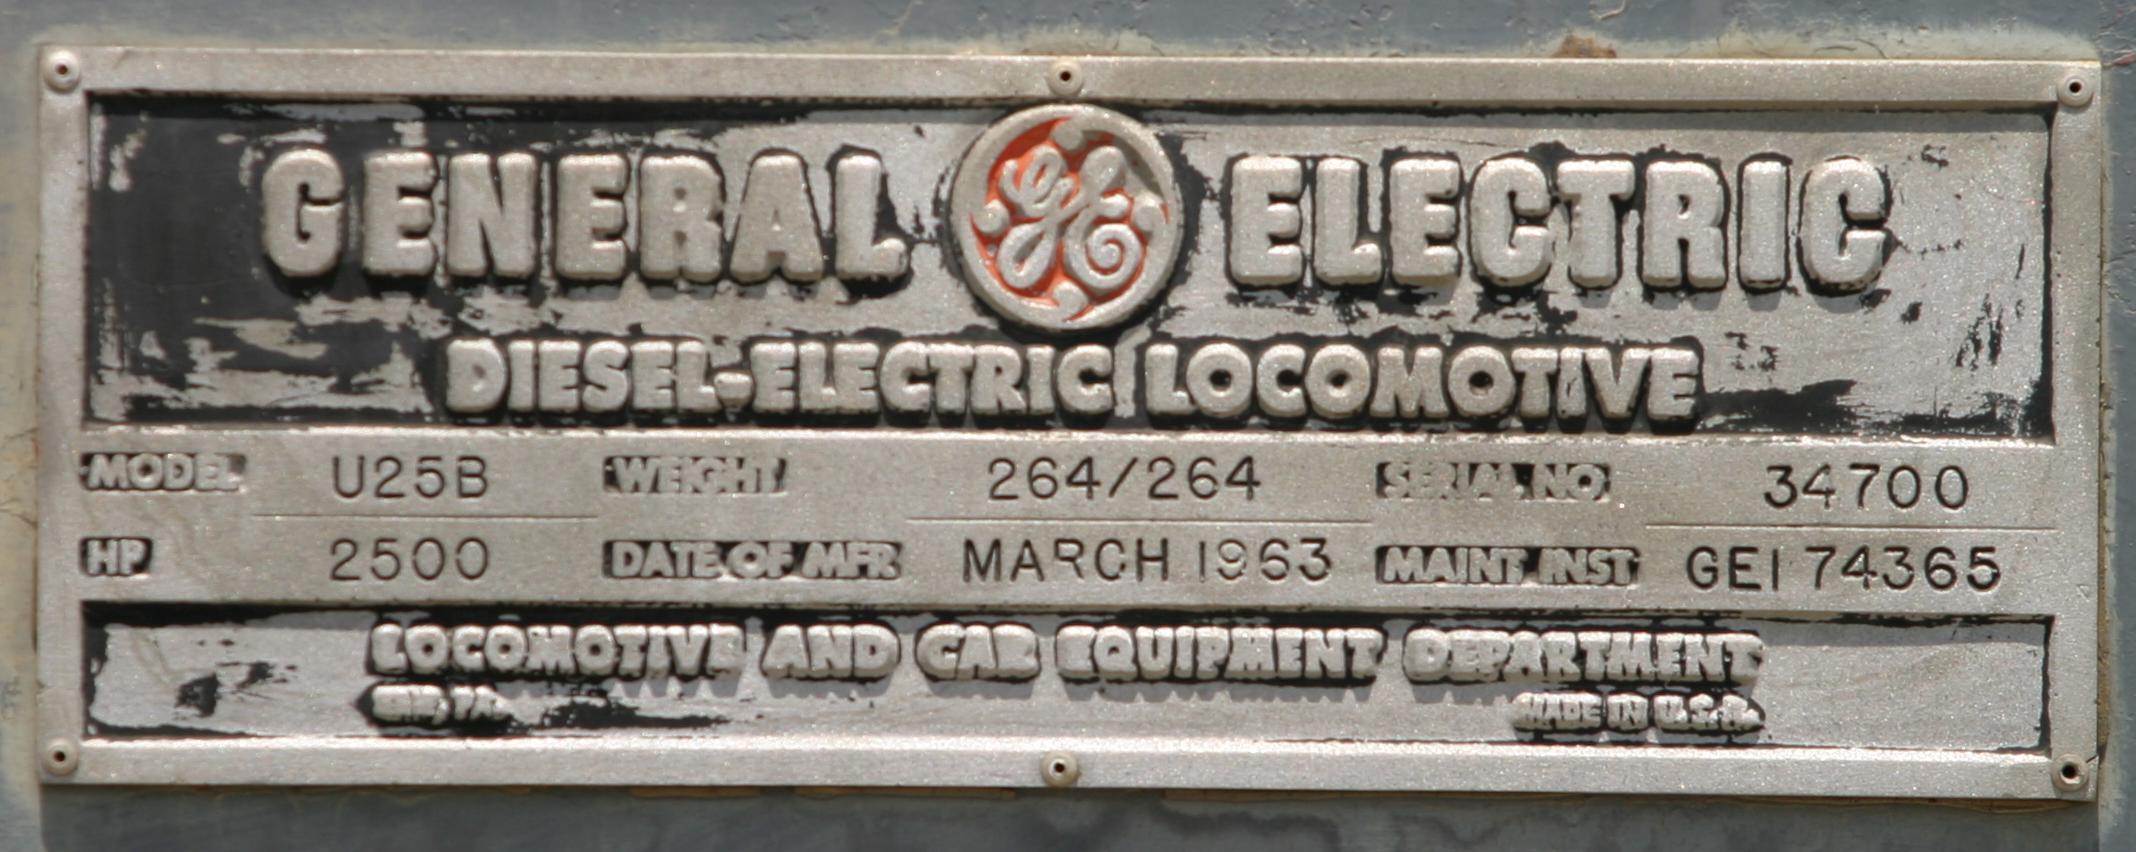 GENERAL GE ELECTRIC
DIESEL-ELECTRIC LOCOMOTIVE
MODEL U25B WEIGHT 264/264 SERIAL NO 34700
HP 2500 DATE OF MFR MARCH 1963 MAINT INST GEI 74365
LOCOMOTIVE AND CAR EQUIPMENT DEPARTMENT
ERIE, PA. MADE IN U.S.A.